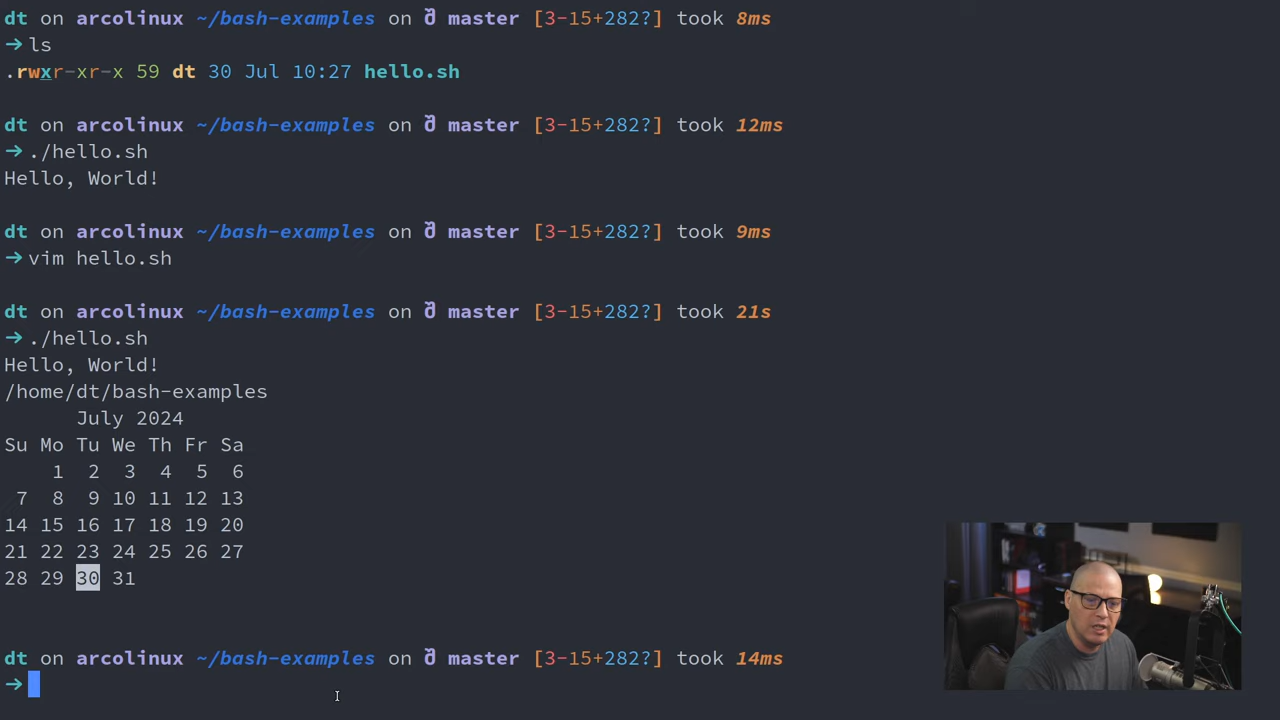 dt on arcolinux ~/bash-examples on master [3-15+282?] took 8ms
→ ls
.rwxr-xr-x 59 dt 30 Jul 10:27 hello.sh
dt on arcolinux ~/bash-examples on master [3-15+282?] took 12ms
→ ./hello.sh
Hello, World!
dt on arcolinux ~/bash-examples on master [3-15+282?] took 9ms
→ vim hello.sh
dt on arcolinux ~/bash-examples on master [3-15+282?] took 21s
→ ./hello.sh
Hello, World!
/home/dt/bash-examples
July 2024
Su Mo Tu We Th Fr Sa
1 2 3 4 5 6
7 8 9 10 11 12 13
14 15 16 17 18 19 20
21 22 23 24 25 26 27
28 29 30 31
dt on arcolinux ~/bash-examples on master [3-15+282?] took 14ms
→